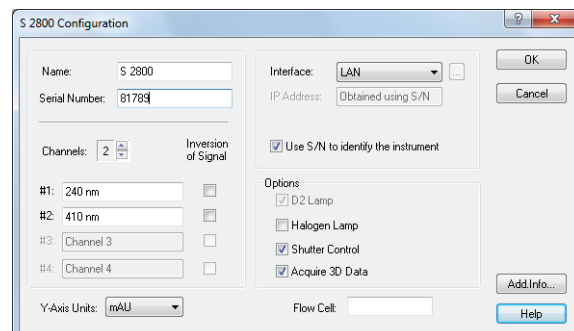 S 2800 Configuration
Name: S 2800
Serial Number: 81789
Channels: 2
Inversion of Signal
#1: 240 nm
#2: 410 nm
#3: Channel 3
#4: Channel 4
Y-Axis Units: mAU
Interface: LAN ...
IP Address: Obtained using S/N
Use S/N to identify the instrument
Options
D2 Lamp
Halogen Lamp
Shutter Control
Acquire 3D Data
Flow Cell:
OK
Cancel
Add.Info...
Help